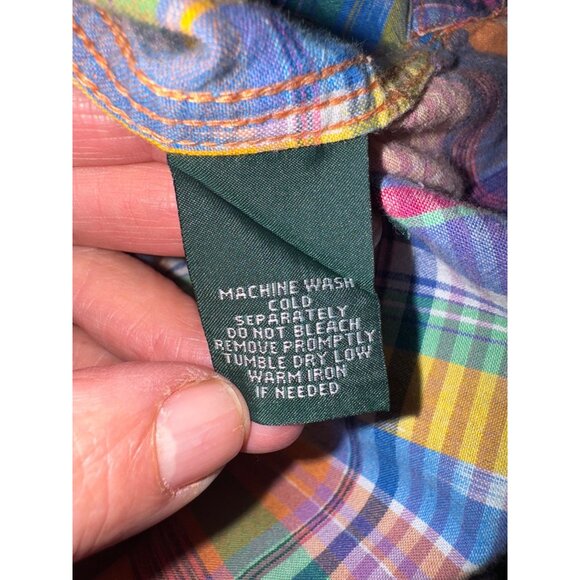 MACHINE WASH
COLD
SEPARATELY
DO NOT BLEACH
REMOVE PROMPTLY
TUMBLE DRY LOW
WARM IRON
IF NEEDED